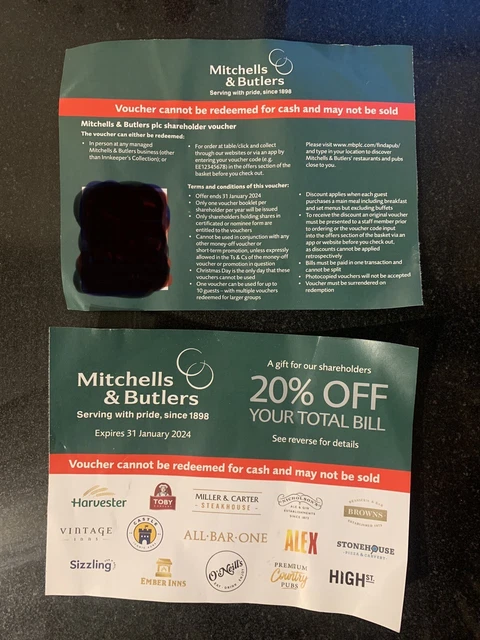 Mitchells
& Butlers
Serving with pride, since 1898
Voucher cannot be redeemed for cash and may not be sold
Mitchells & Butlers plc shareholder voucher
The voucher can either be redeemed:
• In person at any managed
Mitchells & Butlers business (other
than Innkeeper's Collection); or
• For order at table/click and collect
through our websites or via an app by
entering your voucher code (e.g.
EE12345678) in the offers section of the
basket before you check out.
Please visit www.mbplc.com/findapub/
and type in your location to discover
Mitchells & Butlers' restaurants and pubs
close to you.
Terms and conditions of this voucher:
• Offer ends 31 January 2024
• Only one voucher booklet per
shareholder per year will be issued
• Only shareholders holding shares in
certificated or nominee form are
entitled to the vouchers
• Cannot be used in conjunction with any
other money-off voucher or
short-term promotion, unless expressly
allowed in the Ts & Cs of the money-off
voucher or promotion in question
• Christmas Day is the only day that these
vouchers cannot be used
• One voucher can be used for up to
10 guests – with multiple vouchers
redeemed for larger groups
• Discount applies when each guest
purchases a main meal including breakfast
and set menus but excluding buffets
• To receive the discount an original voucher
must be presented to a staff member prior
to ordering or the voucher code input
into the offers section of the basket via an
app or website before you check out,
as discounts cannot be applied
retrospectively
• Bills must be paid in one transaction and
cannot be split
• Photocopied vouchers will not be accepted
• Voucher must be surrendered on
redemption
Mitchells
& Butlers
Serving with pride, since 1898
Expires 31 January 2024
A gift for our shareholders
20% OFF
YOUR TOTAL BILL
See reverse for details
Voucher cannot be redeemed for cash and may not be sold
Harvester
TOBY
CARVERY
MILLER & CARTER
STEAKHOUSE
NICHOLSON'S
ALE & GIN
ESTABLISHMENTS
SINCE 1873
BROWNS
VINTAGE
INNS
CASTLE
ALL·BAR·ONE
ALEX
STONEHOUSE
PIZZA & CARVERY
Sizzling
EMBER INNS
O'Neill's
PREMIUM
Country
PUBS
HIGH ST.